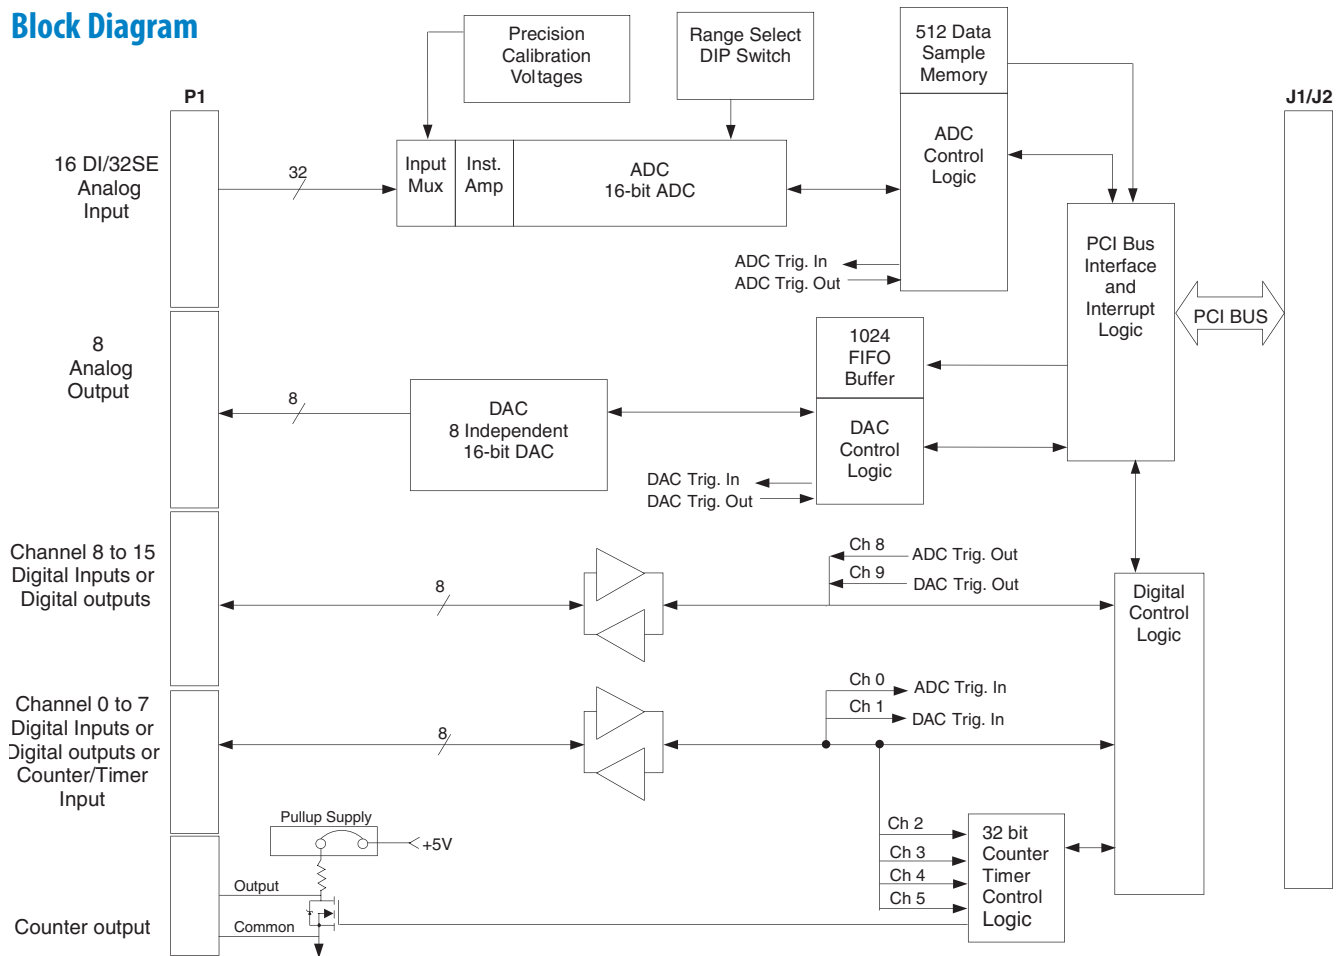 Block Diagram
Precision
Calibration
Voltages
Range Select
DIP Switch
512 Data
Sample
Memory
P1
J1/J2
16 DI/32SE
Analog
Input
32
Input
Mux
Inst.
Amp
ADC
16-bit ADC
ADC
Control
Logic
ADC Trig. In
ADC Trig. Out
PCI Bus
Interface
and
Interrupt
Logic
PCI BUS
8
Analog
Output
8
DAC
8 Independent
16-bit DAC
1024
FIFO
Buffer
DAC
Control
Logic
DAC Trig. In
DAC Trig. Out
Channel 8 to 15
Digital Inputs or
Digital outputs
8
Ch 8
ADC Trig. Out
Ch 9
DAC Trig. Out
Digital
Control
Logic
Channel 0 to 7
Digital Inputs or
Digital outputs or
Counter/Timer
Input
8
Ch 0
ADC Trig. In
Ch 1
DAC Trig. In
Pullup Supply
+5V
Ch 2
Ch 3
Ch 4
Ch 5
32 bit
Counter
Timer
Control
Logic
Output
Counter output
Common